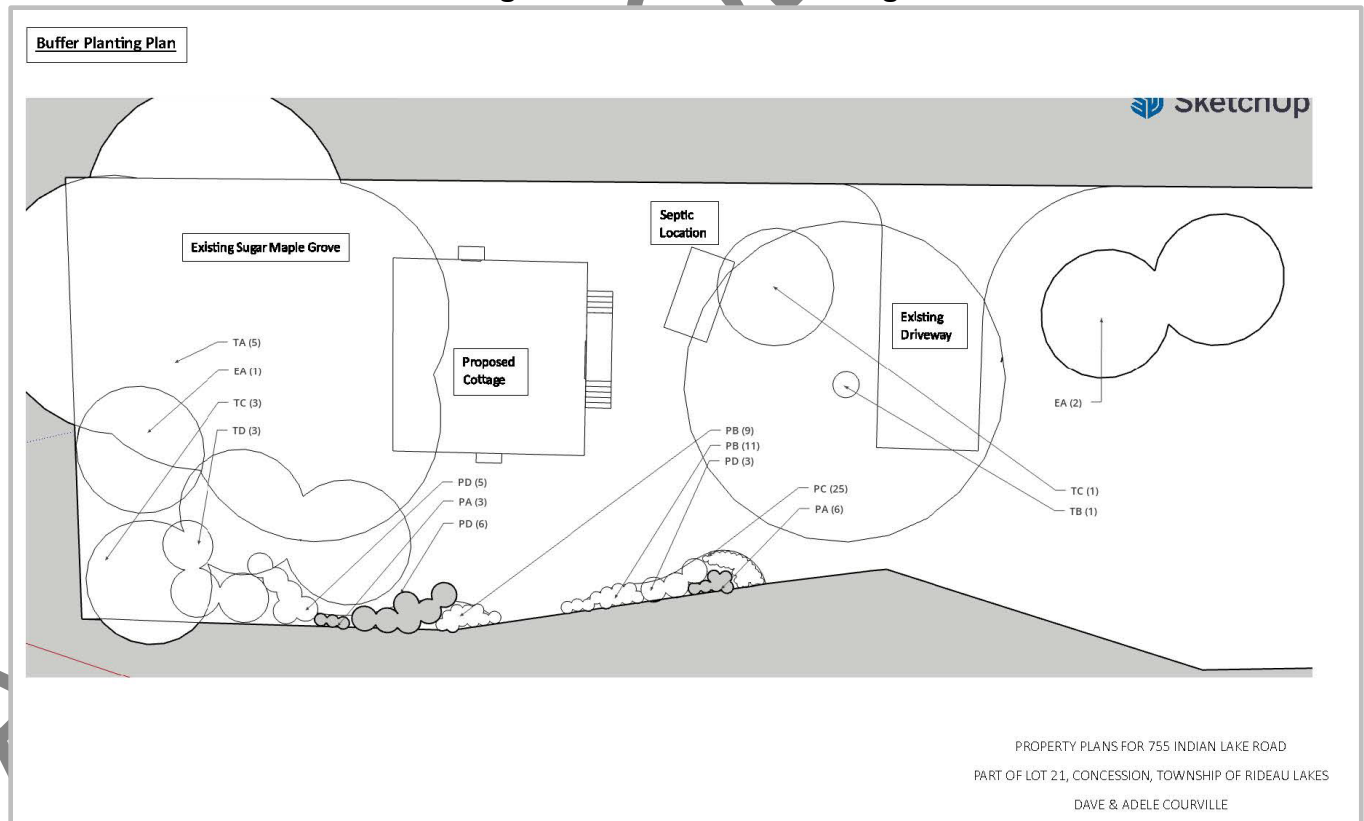 Buffer Planting Plan
SketchUp
Septic
Location
Existing Sugar Maple Grove
Existing
Driveway
TA (5)
EA (1)
Proposed
Cottage
TC (3)
EA (2)
TD (3)
PB (9)
PB (11)
PD (3)
PD (5)
PC (25)
TC (1)
PA (3)
PA (6)
TB (1)
PD (6)
PROPERTY PLANS FOR 755 INDIAN LAKE ROAD
PART OF LOT 21, CONCESSION, TOWNSHIP OF RIDEAU LAKES
DAVE & ADELE COURVILLE